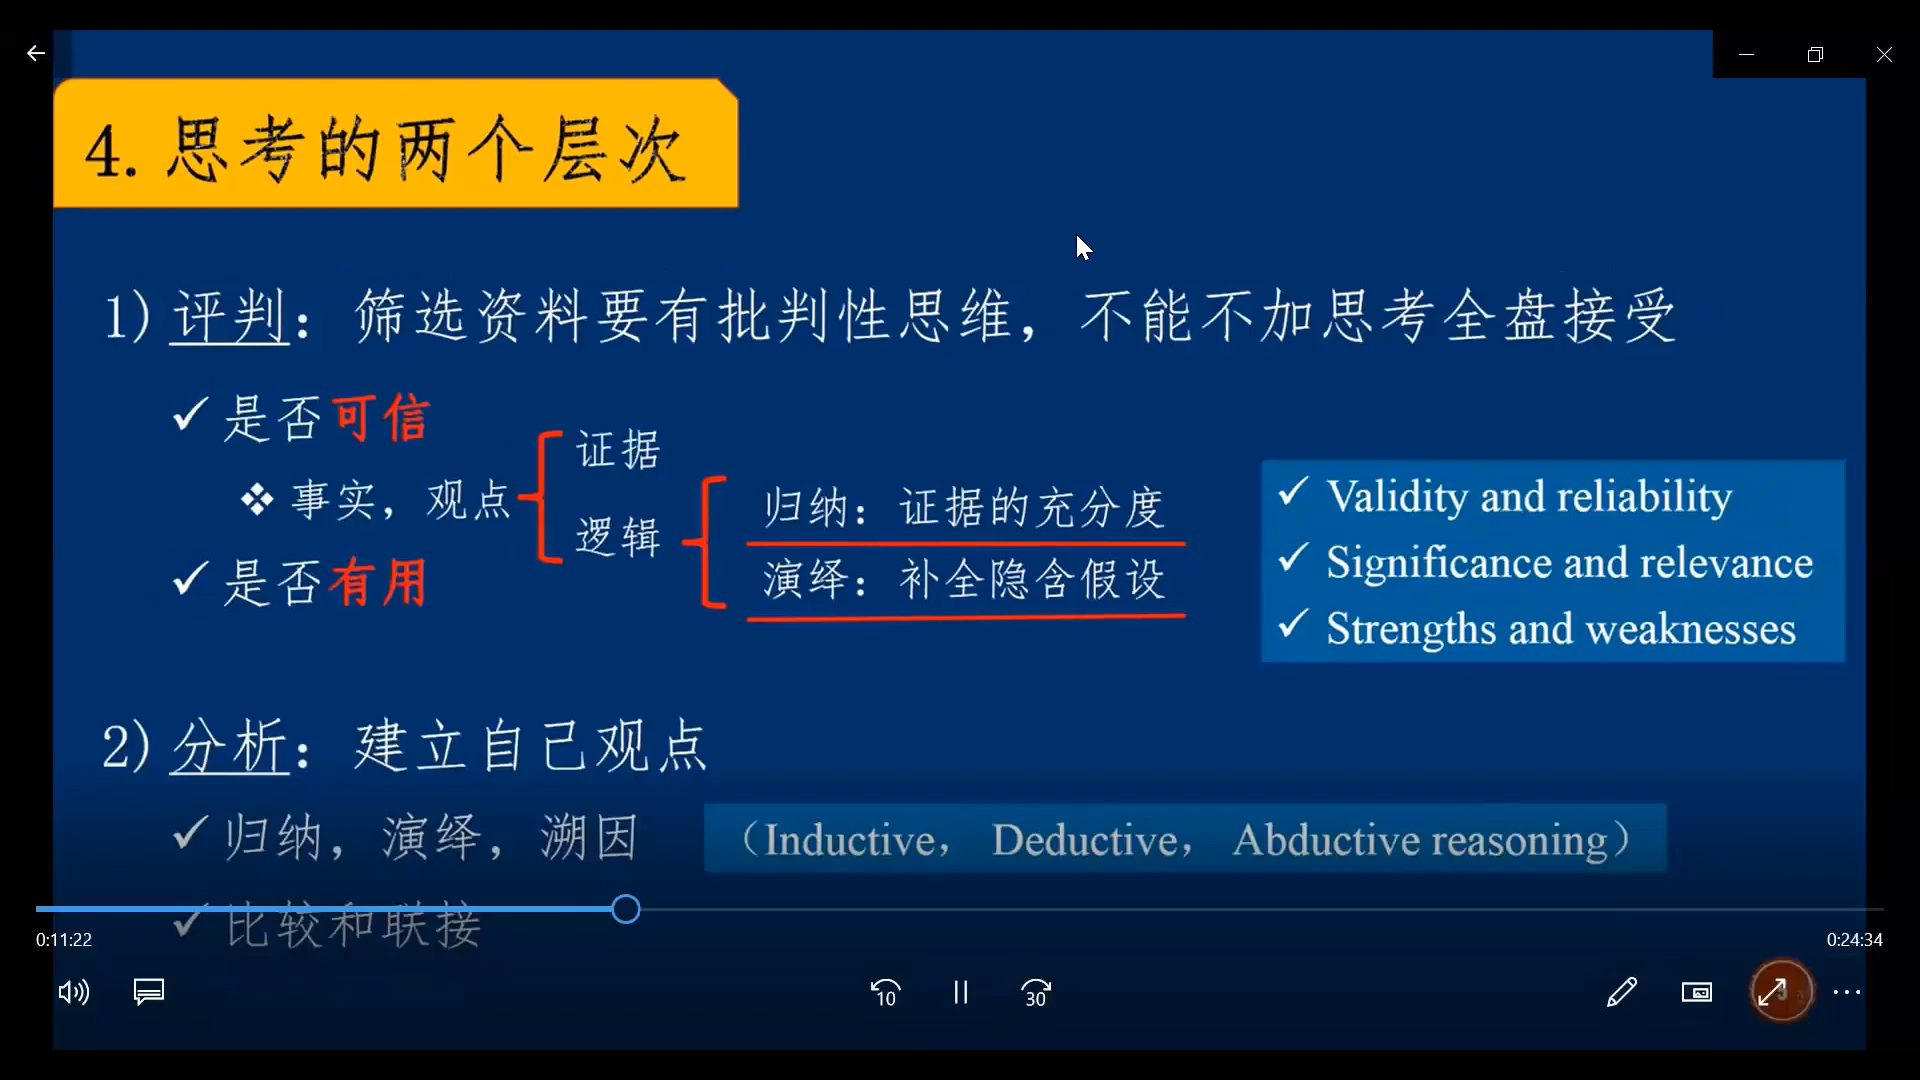 4. 思考的两个层次
1) 评判：筛选资料要有批判性思维，不能不加思考全盘接受
✓ 是否可信
❖ 事实，观点
证据
逻辑
归纳：证据的充分度
演绎：补全隐含假设
✓ 是否有用
✓ Validity and reliability
✓ Significance and relevance
✓ Strengths and weaknesses
2) 分析：建立自己观点
✓ 归纳，演绎，溯因
（Inductive， Deductive， Abductive reasoning）
✓ 比较和联接
0:11:22
0:24:34
10
30